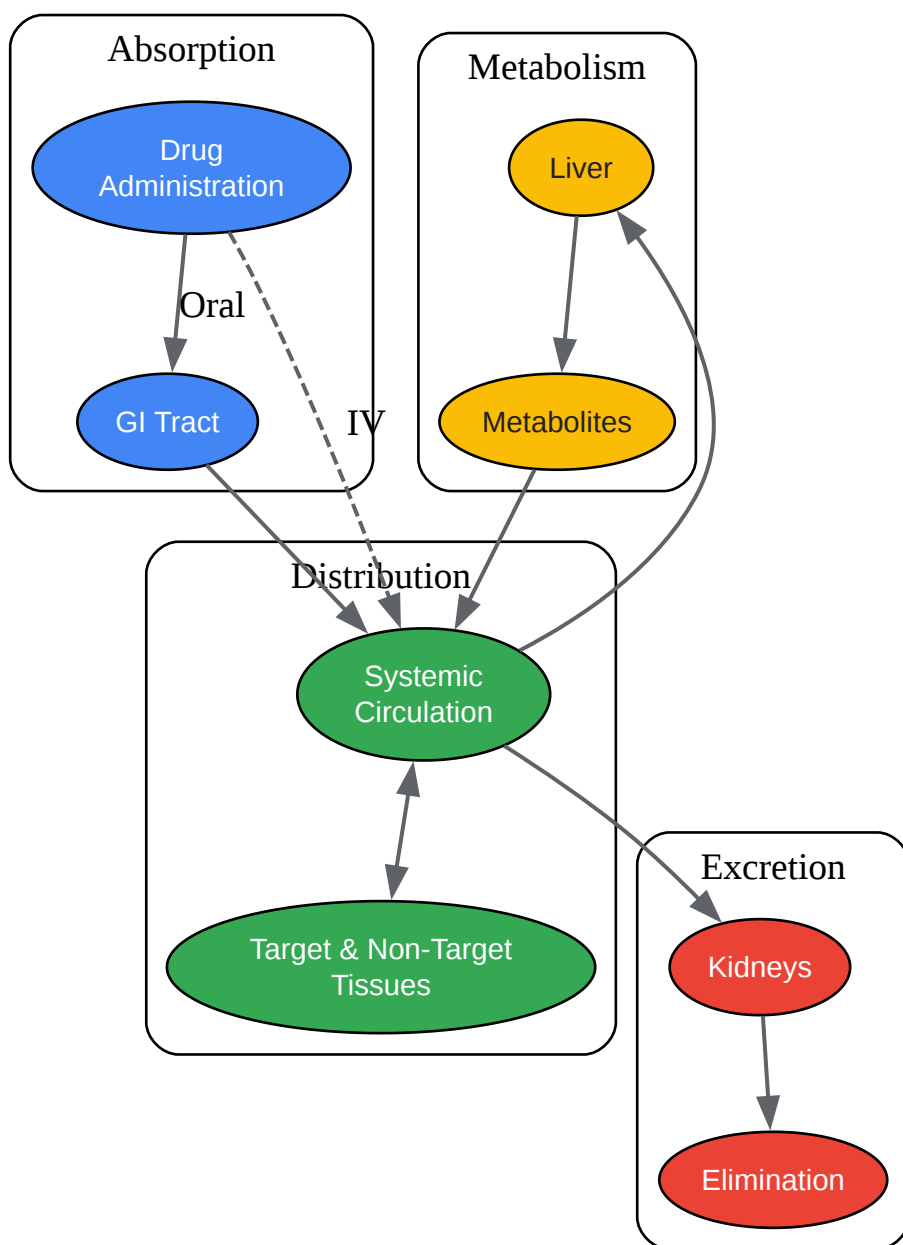 Absorption
Drug
Administration
Oral
GI Tract
IV
Metabolism
Liver
Metabolites
Distribution
Systemic
Circulation
Target & Non-Target
Tissues
Excretion
Kidneys
Elimination